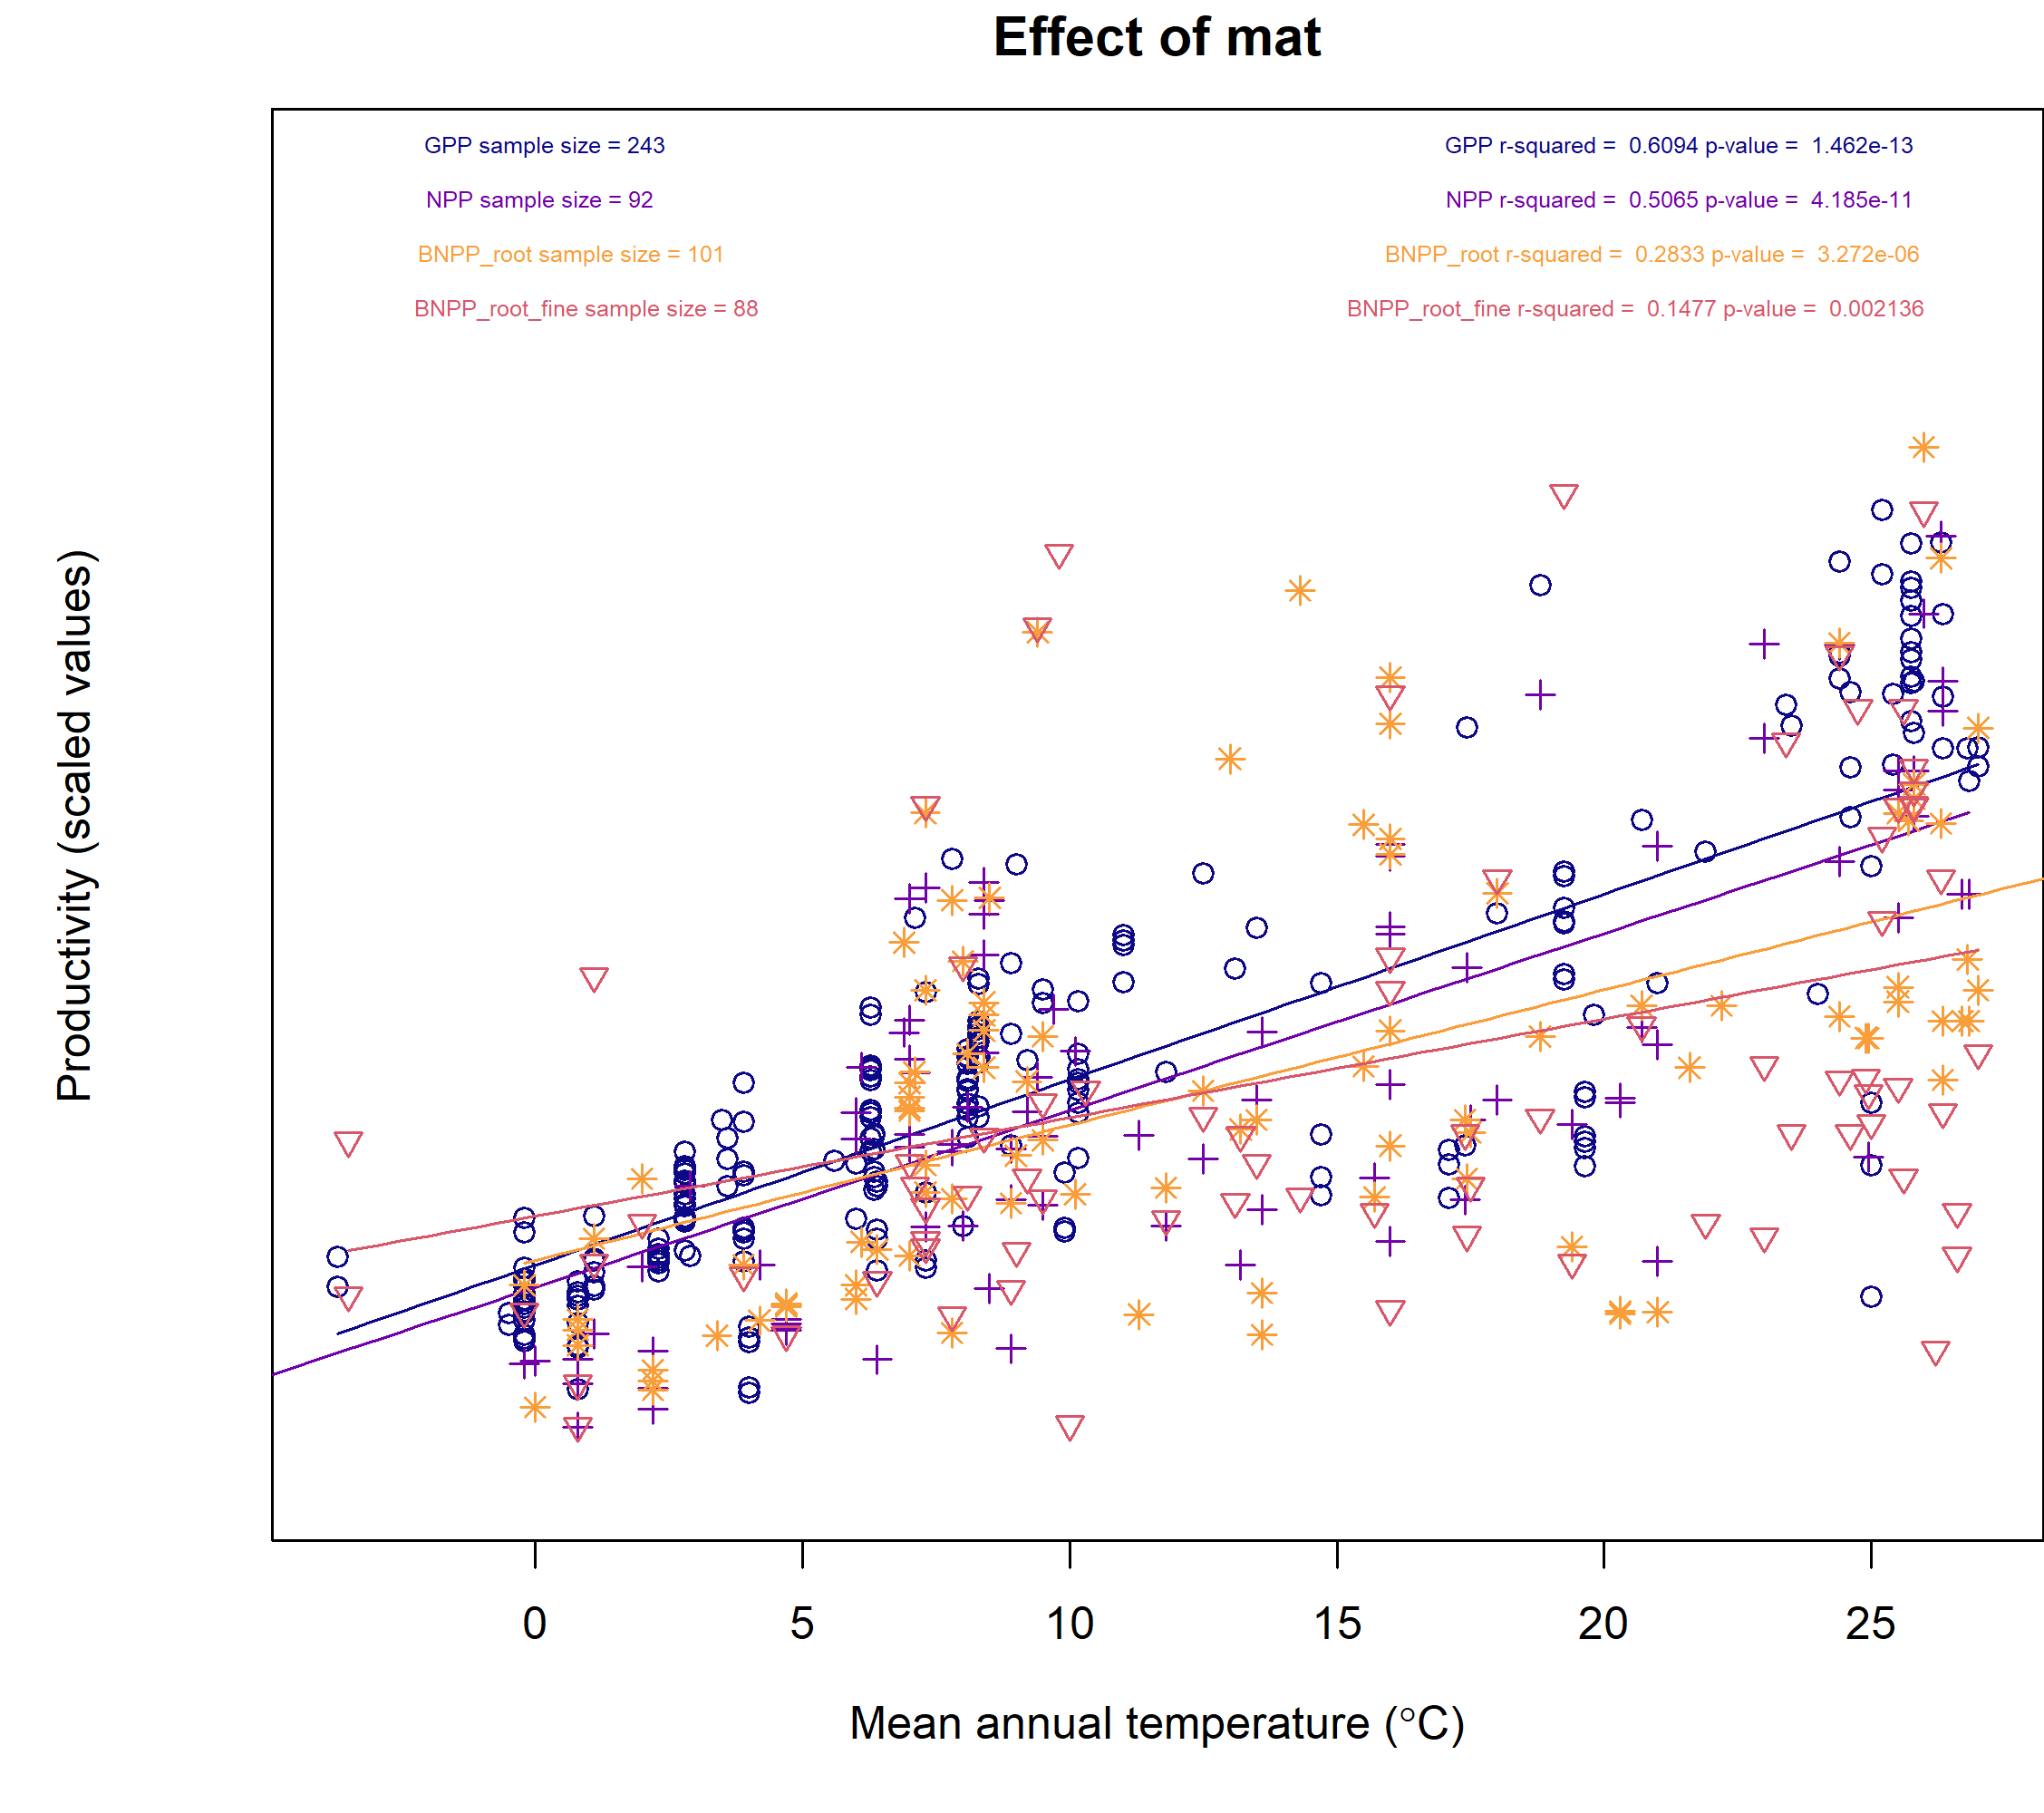 Effect of mat
GPP sample size = 243
GPP r-squared = 0.6094 p-value = 1.462e-13
NPP sample size = 92
NPP r-squared = 0.5065 p-value = 4.185e-11
BNPP_root sample size = 101
BNPP_root r-squared = 0.2833 p-value = 3.272e-06
BNPP_root_fine sample size = 88
BNPP_root_fine r-squared = 0.1477 p-value = 0.002136
Productivity (scaled values)
0 5 10 15 20 25
Mean annual temperature (°C)